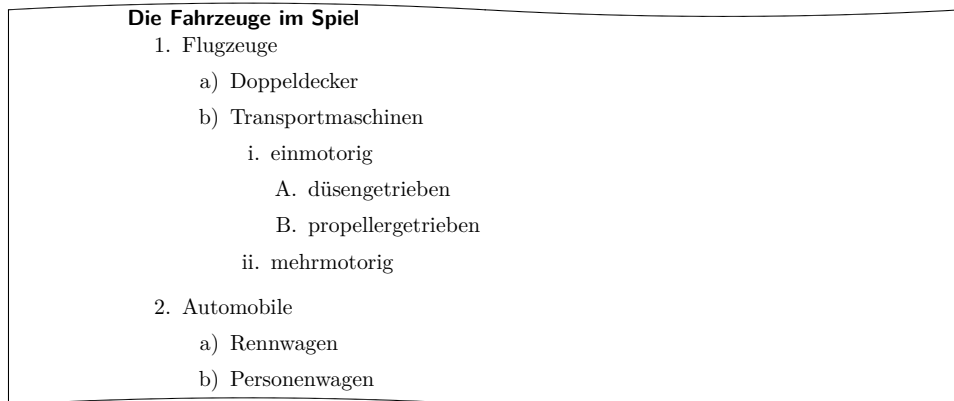 Die Fahrzeuge im Spiel
1. Flugzeuge
a) Doppeldecker
b) Transportmaschinen
i. einmotorig
A. düsengetrieben
B. propellergetrieben
ii. mehrmotorig
2. Automobile
a) Rennwagen
b) Personenwagen